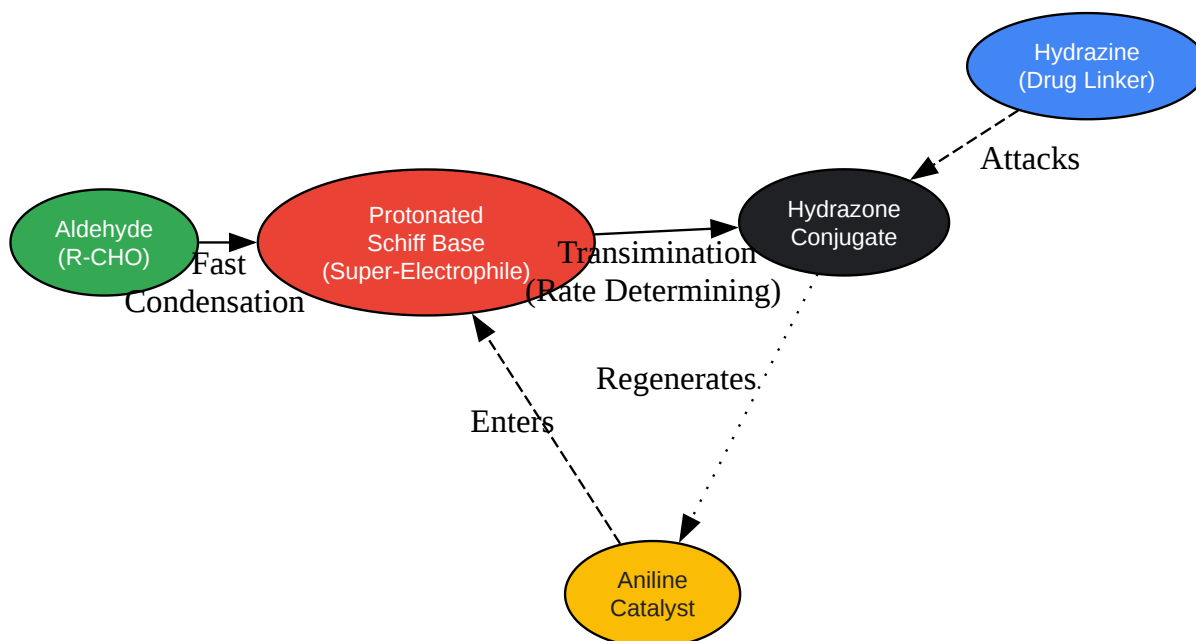 Hydrazine
(Drug Linker)
Attacks
Aldehyde
(R-CHO)
Fast
Condensation
Protonated
Schiff Base
(Super-Electrophile)
Transimination
(Rate Determining)
Hydrazone
Conjugate
Regenerates
Enters
Aniline
Catalyst